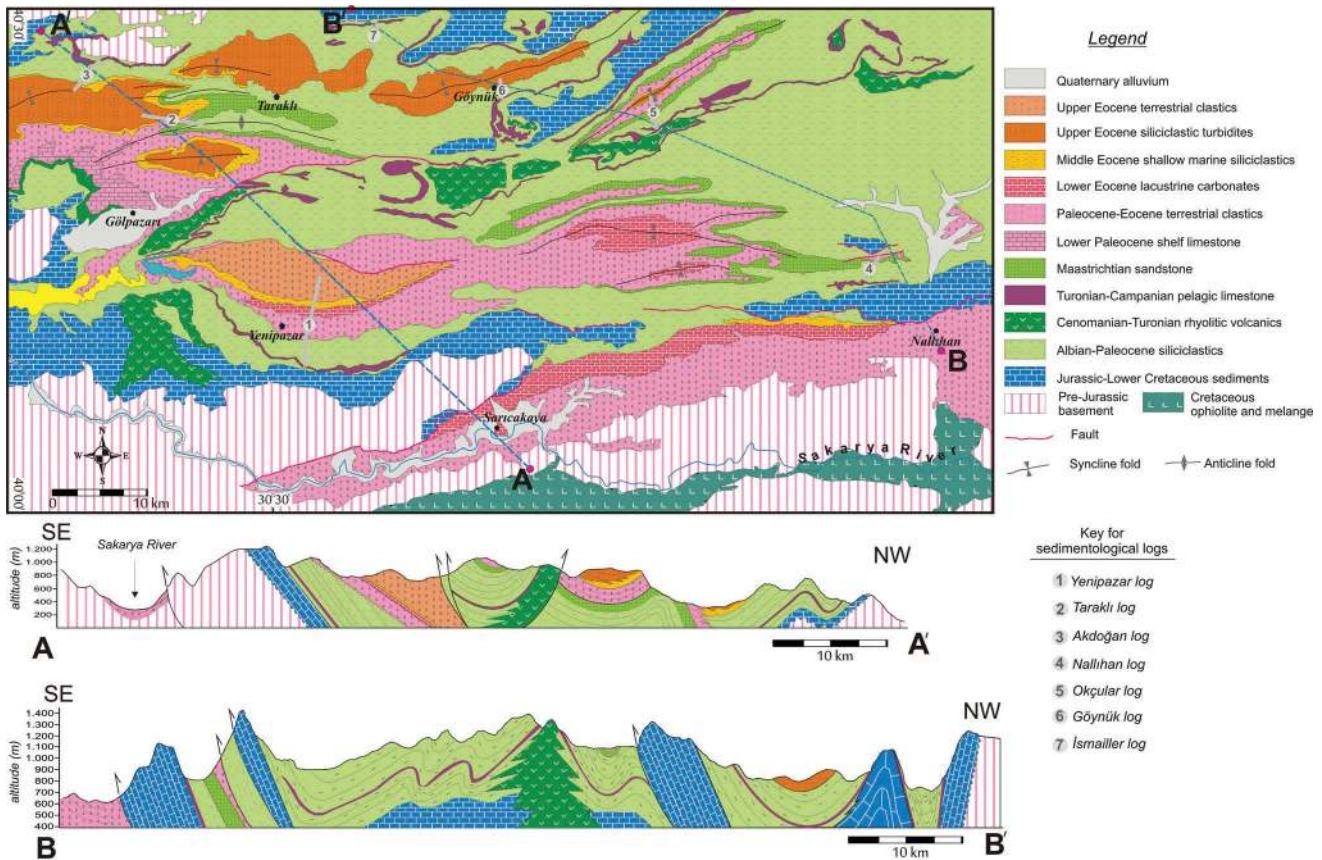 40°30'
A'
B'
7
3
Taraklı
Göynük
6
2
5
Gölpazarı
4
1
Yenipazar
Nallıhan
B
Sarıcakaya
N
W
E
S
A
Sakarya River
40°00'
0
10 km
30°30'
Legend
Quaternary alluvium
Upper Eocene terrestrial clastics
Upper Eocene siliciclastic turbidites
Middle Eocene shallow marine siliciclastics
Lower Eocene lacustrine carbonates
Paleocene-Eocene terrestrial clastics
Lower Paleocene shelf limestone
Maastrichtian sandstone
Turonian-Campanian pelagic limestone
Cenomanian-Turonian rhyolitic volcanics
Albian-Paleocene siliciclastics
Jurassic-Lower Cretaceous sediments
Pre-Jurassic
basement
Cretaceous
ophiolite and melange
Fault
Syncline fold
Anticline fold
Key for
sedimentological logs
1 Yenipazar log
2 Taraklı log
3 Akdoğan log
4 Nallıhan log
5 Okçular log
6 Göynük log
7 İsmailler log
SE
NW
Sakarya River
altitude (m)
1.200
1.000
800
600
400
200
A
A'
10 km
SE
NW
altitude (m)
1.400
1.300
1.200
1.100
1.000
900
800
700
600
500
400
B
B'
10 km